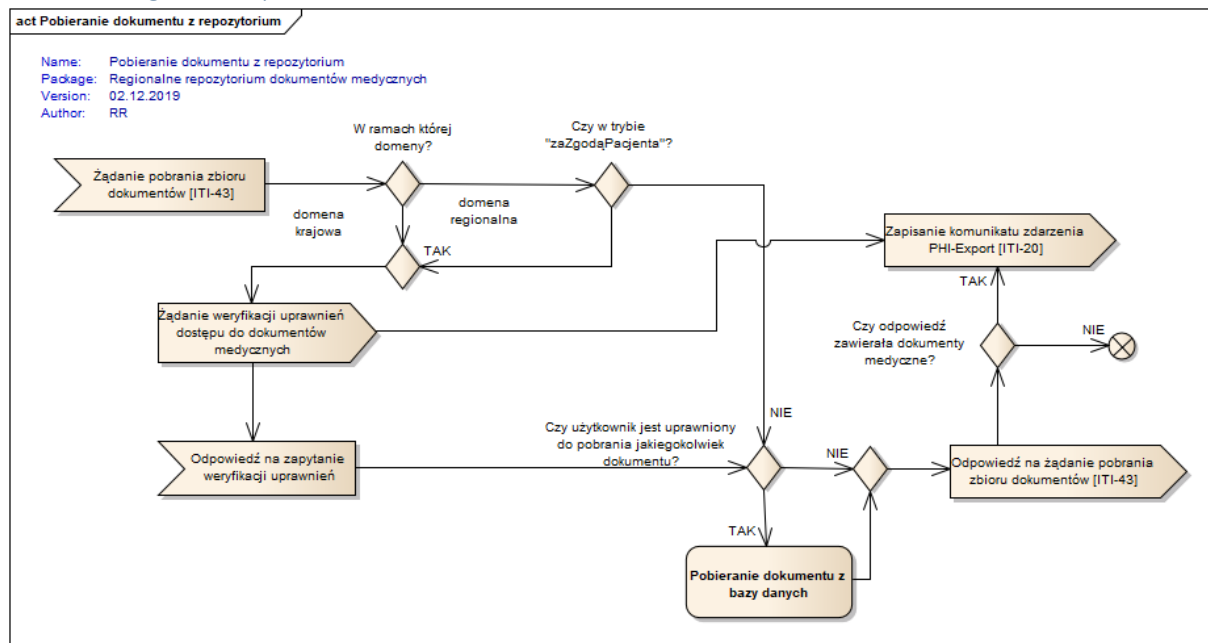 act Pobieranie dokumentu z repozytorium
Name: Pobieranie dokumentu z repozytorium
Package: Regionalne repozytorium dokumentów medycznych
Version: 02.12.2019
Author: RR
W ramach której
domeny?
Czy w trybie
"zaZgodąPacjenta"?
Żądanie pobrania zbioru
dokumentów [ITI-43]
domena
krajowa
domena
regionalna
TAK
Zapisanie komunikatu zdarzenia
PHI-Export [ITI-20]
TAK
Żądanie weryfikacji uprawnień
dostępu do dokumentów
medycznych
Czy odpowiedź
zawierała dokumenty
medyczne?
NIE
NIE
Czy użytkownik jest uprawniony
do pobrania jakiegokolwiek
dokumentu?
Odpowiedź na zapytanie
weryfikacji uprawnień
NIE
Odpowiedź na żądanie pobrania
zbioru dokumentów [ITI-43]
TAK
Pobieranie dokumentu z
bazy danych